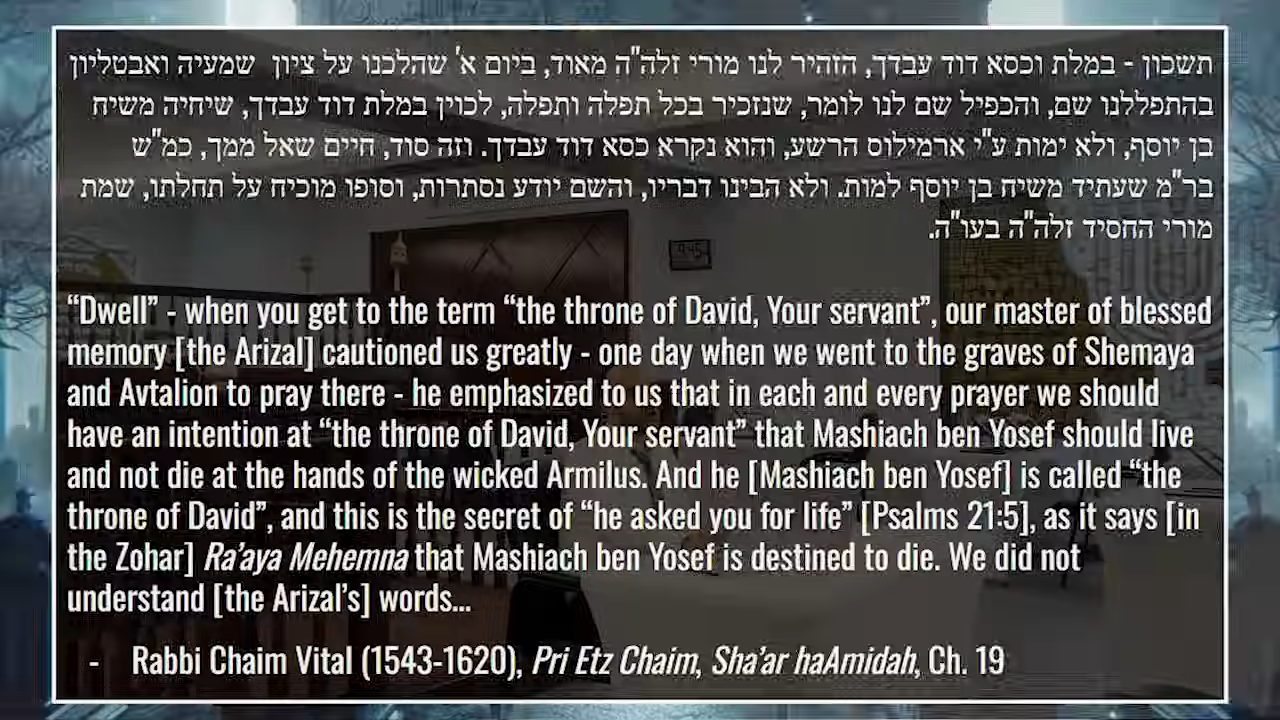 תשכון - במלת וכסא דוד עבדך, הזהיר לנו מורי זלה"ה מאוד, ביום א' שהלכנו על ציון שמעיה ואבטליון
בהתפללנו שם, והכפיל שם לנו לומר, שנזכיר בכל תפלה ותפלה, לכוין במלת דוד עבדך, שיחיה משיח
בן יוסף, ולא ימות ע"י ארמילוס הרשע, והוא נקרא כסא דוד עבדך. וזה סוד, חיים שאל ממך, כמ"ש
בר"מ שעתיד משיח בן יוסף למות. ולא הבינו דבריו, והשם יודע נסתרות, וסופו מוכיח על תחלתו, שמת
מורי החסיד זלה"ה בעו"ה.
“Dwell” - when you get to the term “the throne of David, Your servant”, our master of blessed
memory [the Arizal] cautioned us greatly - one day when we went to the graves of Shemaya
and Avtalion to pray there - he emphasized to us that in each and every prayer we should
have an intention at “the throne of David, Your servant” that Mashiach ben Yosef should live
and not die at the hands of the wicked Armilus. And he [Mashiach ben Yosef] is called “the
throne of David”, and this is the secret of “he asked you for life” [Psalms 21:5], as it says [in
the Zohar] Ra’aya Mehemna that Mashiach ben Yosef is destined to die. We did not
understand [the Arizal’s] words...
- Rabbi Chaim Vital (1543-1620), Pri Etz Chaim, Sha’ar haAmidah, Ch. 19